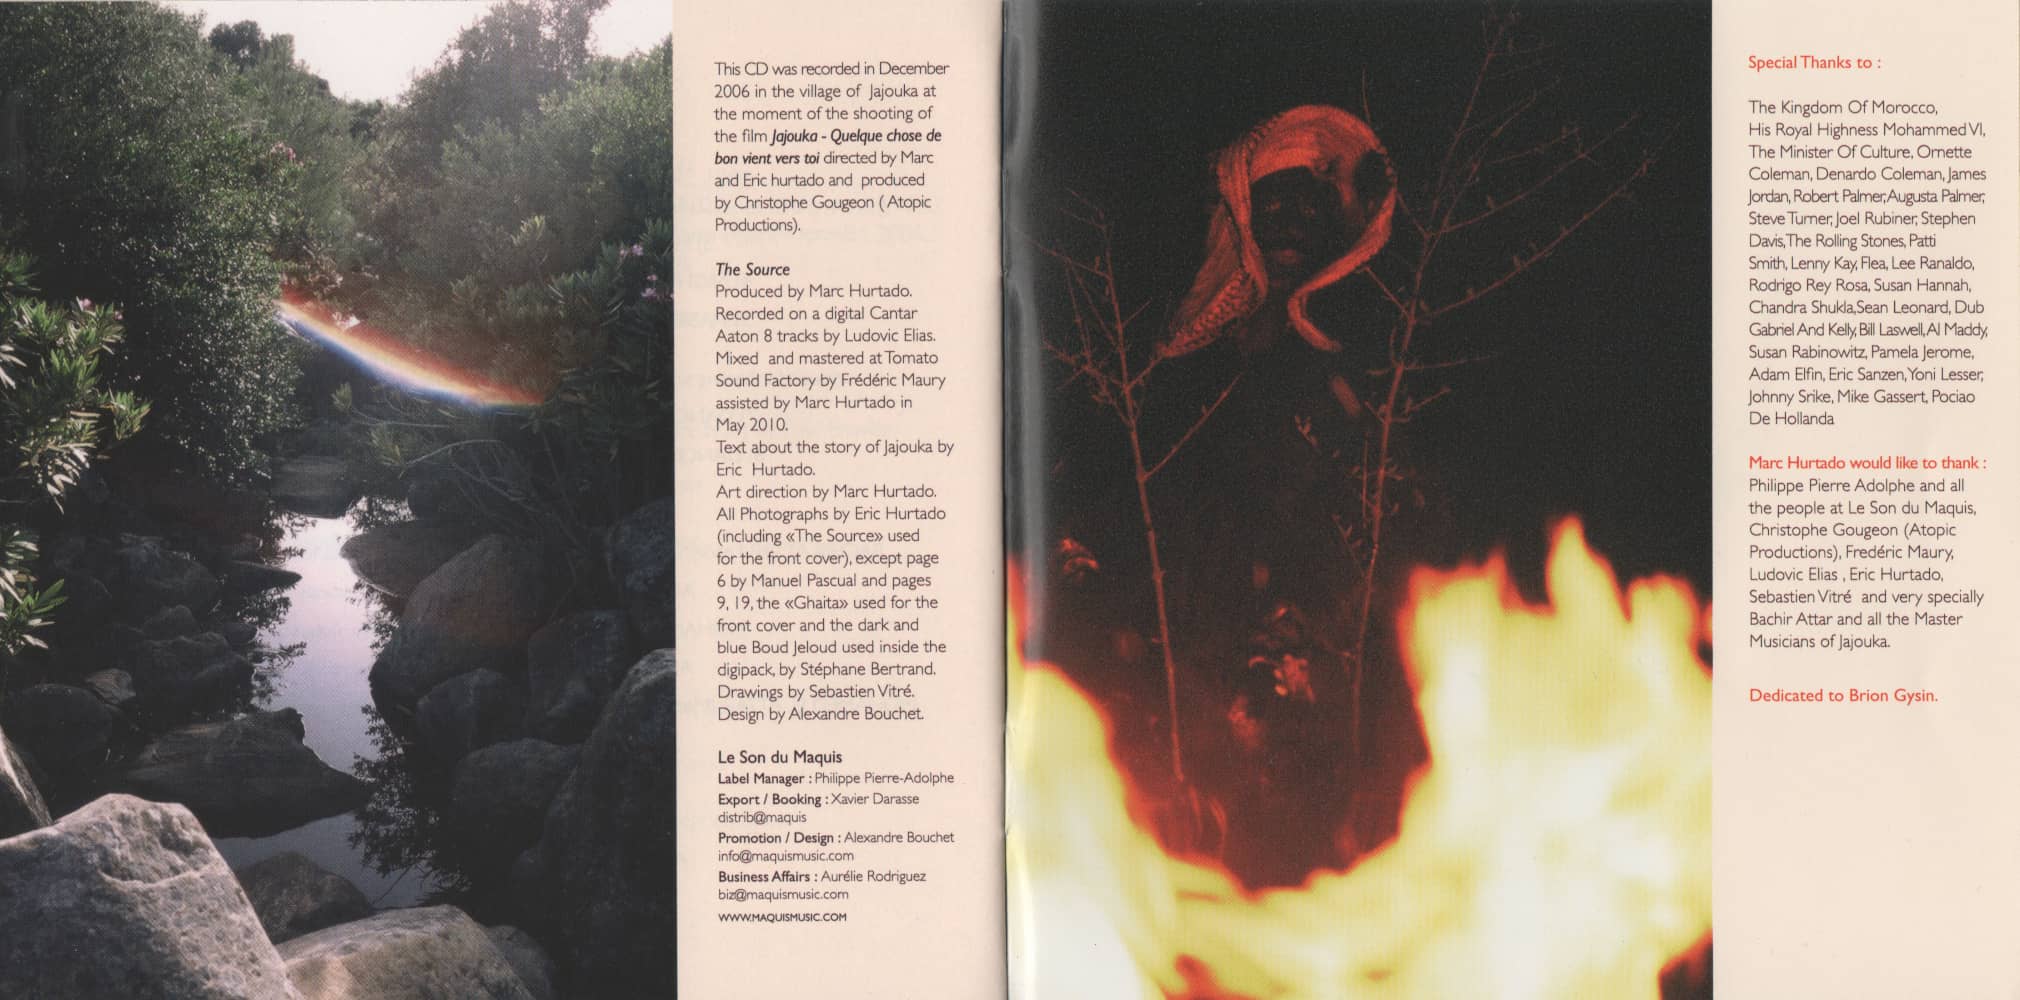 This CD was recorded in December
2006 in the village of Jajouka at
the moment of the shooting of
the film Jajouka - Quelque chose de
bon vient vers toi directed by Marc
and Eric hurtado and produced
by Christophe Gougeon ( Atopic
Productions).
The Source
Produced by Marc Hurtado.
Recorded on a digital Cantar
Aaton 8 tracks by Ludovic Elias.
Mixed and mastered at Tomato
Sound Factory by Frédéric Maury
assisted by Marc Hurtado in
May 2010.
Text about the story of Jajouka by
Eric Hurtado.
Art direction by Marc Hurtado.
All Photographs by Eric Hurtado
(including «The Source» used
for the front cover), except page
6 by Manuel Pascual and pages
9, 19, the «Ghaita» used for the
front cover and the dark and
blue Boud Jeloud used inside the
digipack, by Stéphane Bertrand.
Drawings by Sebastien Vitré.
Design by Alexandre Bouchet.
Le Son du Maquis
Label Manager : Philippe Pierre-Adolphe
Export / Booking : Xavier Darasse
distrib@maquis
Promotion / Design : Alexandre Bouchet
info@maquismusic.com
Business Affairs : Aurélie Rodriguez
biz@maquismusic.com
WWW.MAQUISMUSIC.COM
Special Thanks to :
The Kingdom Of Morocco,
His Royal Highness Mohammed VI,
The Minister Of Culture, Ornette
Coleman, Denardo Coleman, James
Jordan, Robert Palmer, Augusta Palmer,
Steve Turner, Joel Rubiner, Stephen
Davis, The Rolling Stones, Patti
Smith, Lenny Kay, Flea, Lee Ranaldo,
Rodrigo Rey Rosa, Susan Hannah,
Chandra Shukla, Sean Leonard, Dub
Gabriel And Kelly, Bill Laswell, Al Maddy,
Susan Rabinowitz, Pamela Jerome,
Adam Elfin, Eric Sanzen, Yoni Lesser,
Johnny Srike, Mike Gassert, Pociao
De Hollanda
Marc Hurtado would like to thank :
Philippe Pierre Adolphe and all
the people at Le Son du Maquis,
Christophe Gougeon (Atopic
Productions), Fredéric Maury,
Ludovic Elias , Eric Hurtado,
Sebastien Vitré and very specially
Bachir Attar and all the Master
Musicians of Jajouka.
Dedicated to Brion Gysin.